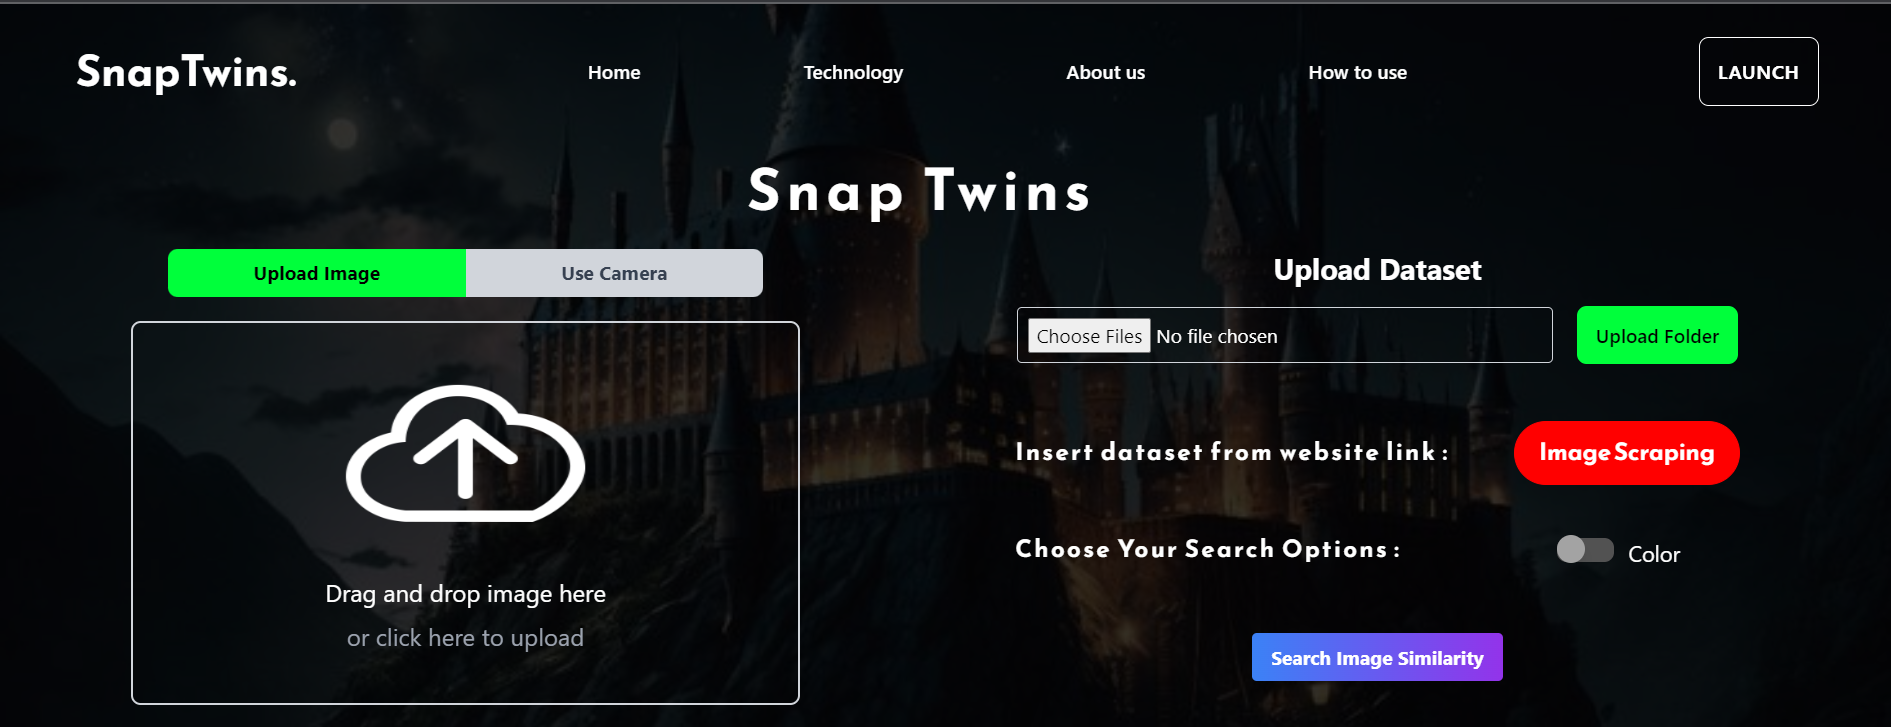 SnapTwins.
Home
Technology
About us
How to use
LAUNCH
Snap Twins
Upload Image
Use Camera
Drag and drop image here
or click here to upload
Upload Dataset
Choose Files No file chosen
Upload Folder
Insert dataset from website link :
Image Scraping
Choose Your Search Options :
Color
Search Image Similarity